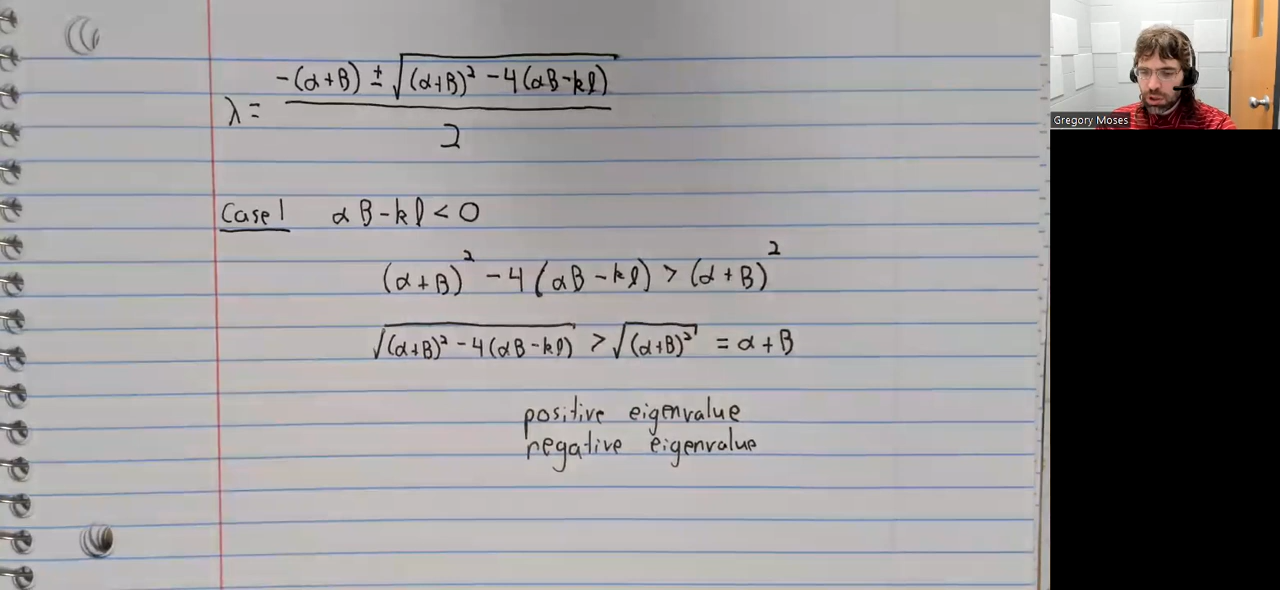 λ = (-(α+β) ± √((α+β)² - 4(αβ-kl))) / 2
Case 1 αβ-kl < 0
(α+β)² - 4(αβ-kl) > (α+β)²
√((α+β)² - 4(αβ-kl)) > √((α+β)²) = α+β
positive eigenvalue
negative eigenvalue
Gregory Moses